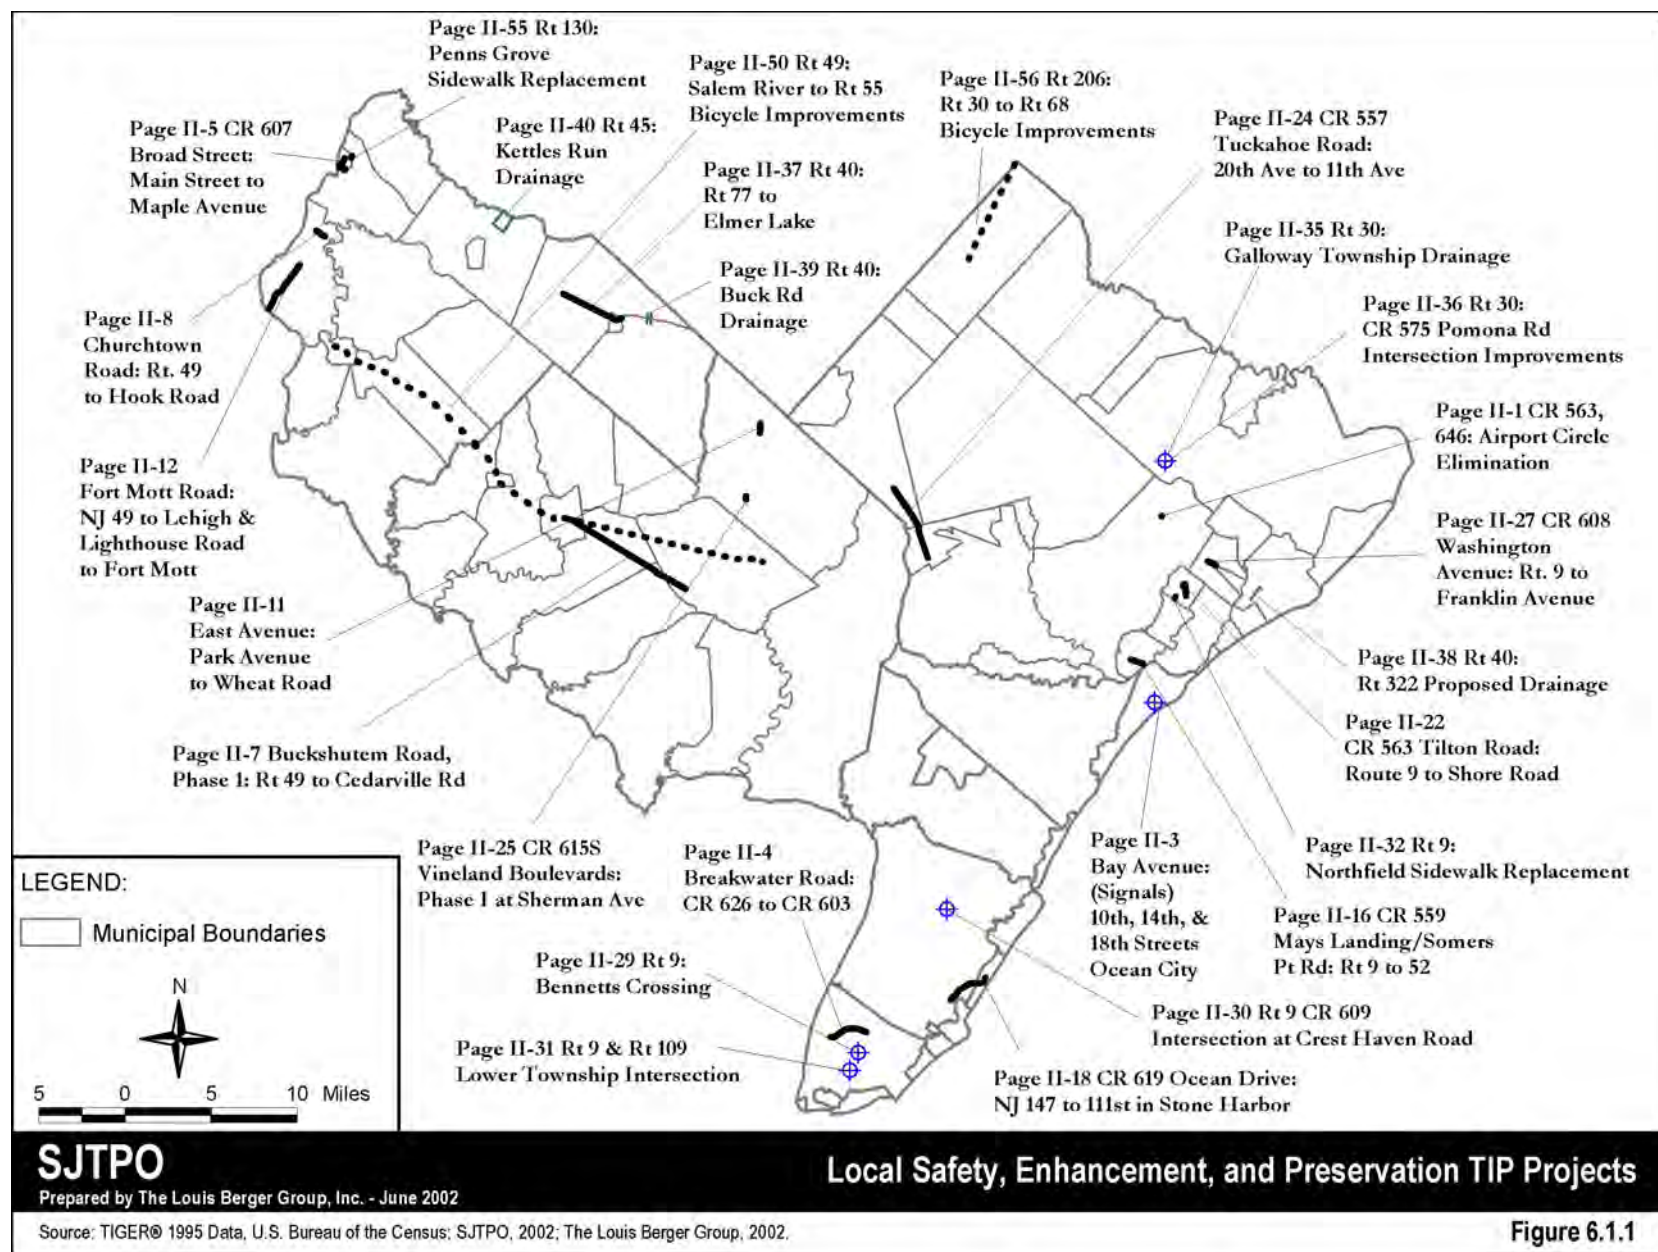 Page II-55 Rt 130:
Penns Grove
Sidewalk Replacement
Page II-50 Rt 49:
Salem River to Rt 55
Bicycle Improvements
Page II-56 Rt 206:
Rt 30 to Rt 68
Bicycle Improvements
Page II-24 CR 557
Tuckahoe Road:
20th Ave to 11th Ave
Page II-5 CR 607
Broad Street:
Main Street to
Maple Avenue
Page II-40 Rt 45:
Kettles Run
Drainage
Page II-37 Rt 40:
Rt 77 to
Elmer Lake
Page II-35 Rt 30:
Galloway Township Drainage
Page II-39 Rt 40:
Buck Rd
Drainage
Page II-36 Rt 30:
CR 575 Pomona Rd
Intersection Improvements
Page II-8
Churchtown
Road: Rt. 49
to Hook Road
Page II-1 CR 563,
646: Airport Circle
Elimination
Page II-12
Fort Mott Road:
NJ 49 to Lehigh &
Lighthouse Road
to Fort Mott
Page II-27 CR 608
Washington
Avenue: Rt. 9 to
Franklin Avenue
Page II-11
East Avenue:
Park Avenue
to Wheat Road
Page II-38 Rt 40:
Rt 322 Proposed Drainage
Page II-22
CR 563 Tilton Road:
Route 9 to Shore Road
Page II-7 Buckshutem Road,
Phase 1: Rt 49 to Cedarville Rd
Page II-25 CR 615S
Vineland Boulevards:
Phase 1 at Sherman Ave
Page II-4
Breakwater Road:
CR 626 to CR 603
Page II-3
Bay Avenue:
(Signals)
10th, 14th, &
18th Streets
Ocean City
Page II-32 Rt 9:
Northfield Sidewalk Replacement
Page II-16 CR 559
Mays Landing/Somers
Pt Rd: Rt 9 to 52
Page II-29 Rt 9:
Bennetts Crossing
Page II-30 Rt 9 CR 609
Intersection at Crest Haven Road
Page II-31 Rt 9 & Rt 109
Lower Township Intersection
Page II-18 CR 619 Ocean Drive:
NJ 147 to 111st in Stone Harbor
LEGEND:
Municipal Boundaries
N
5 0 5 10 Miles
SJTPO
Local Safety, Enhancement, and Preservation TIP Projects
Prepared by The Louis Berger Group, Inc. - June 2002
Source: TIGER® 1995 Data, U.S. Bureau of the Census; SJTPO, 2002; The Louis Berger Group, 2002.
Figure 6.1.1